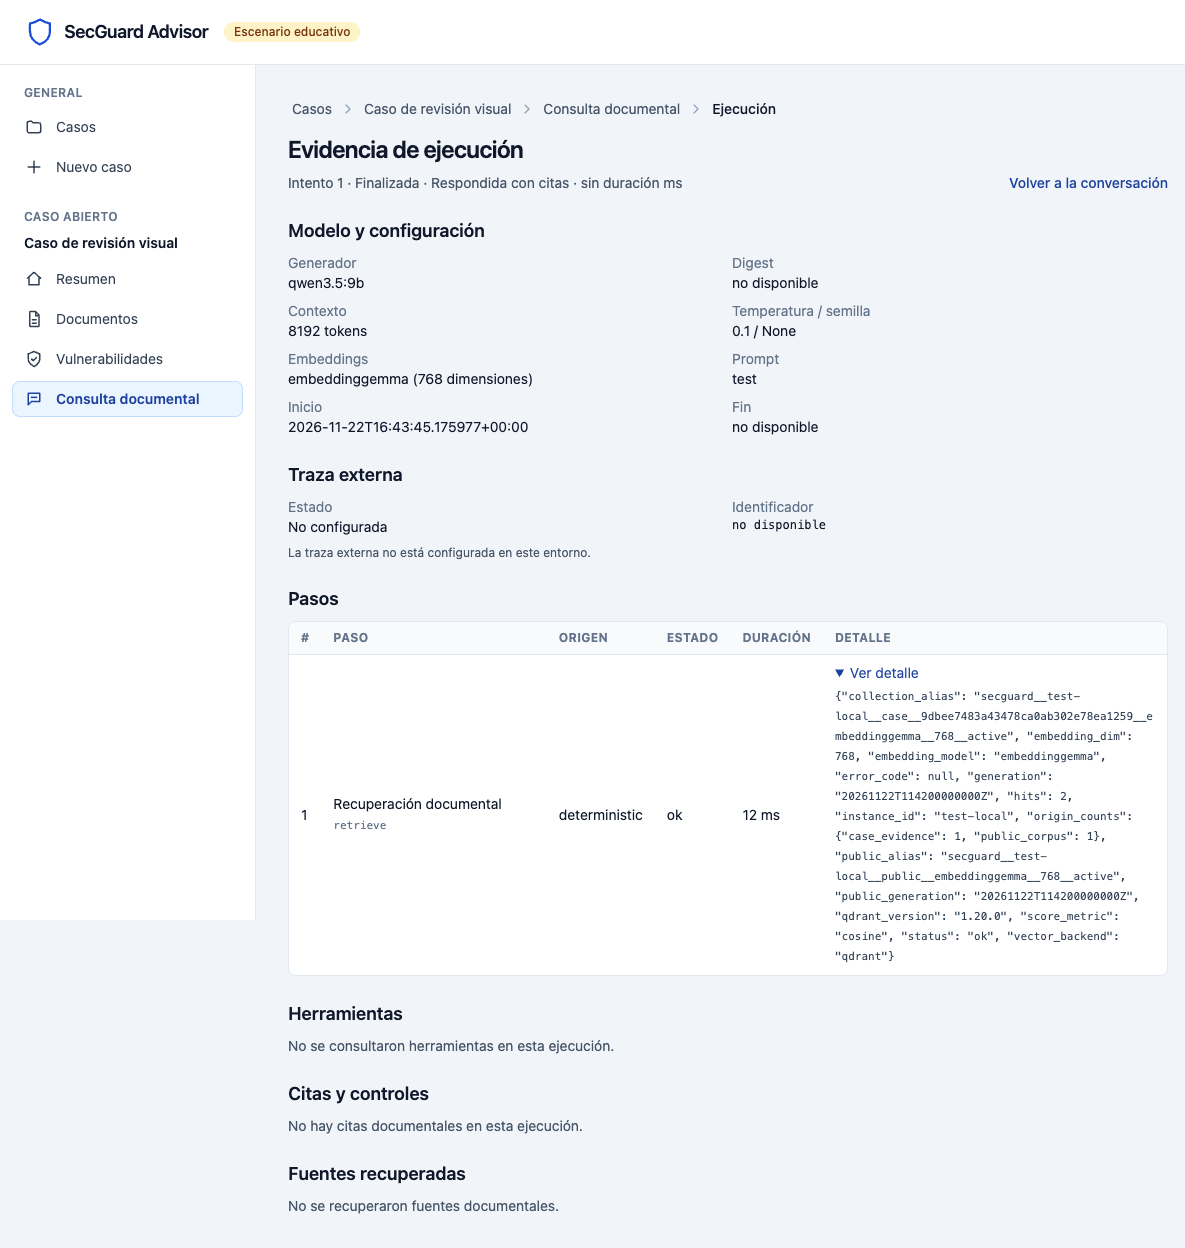 SecGuard Advisor
Escenario educativo
GENERAL
Casos
Nuevo caso
CASO ABIERTO
Caso de revisión visual
Resumen
Documentos
Vulnerabilidades
Consulta documental
Casos > Caso de revisión visual > Consulta documental > Ejecución
Evidencia de ejecución
Intento 1 · Finalizada · Respondida con citas · sin duración ms
Volver a la conversación
Modelo y configuración
Generador
qwen3.5:9b
Digest
no disponible
Contexto
8192 tokens
Temperatura / semilla
0.1 / None
Embeddings
embeddinggemma (768 dimensiones)
Prompt
test
Inicio
2026-11-22T16:43:45.175977+00:00
Fin
no disponible
Traza externa
Estado
No configurada
Identificador
no disponible
La traza externa no está configurada en este entorno.
Pasos
# PASO ORIGEN ESTADO DURACIÓN DETALLE
1
Recuperación documental
retrieve
deterministic
ok
12 ms
▼ Ver detalle
{"collection_alias": "secguard__test-
local__case__9dbee7483a43478ca0ab302e78ea1259__e
mbeddinggemma__768__active", "embedding_dim":
768, "embedding_model": "embeddinggemma",
"error_code": null, "generation":
"20261122T114200000000Z", "hits": 2,
"instance_id": "test-local", "origin_counts":
{"case_evidence": 1, "public_corpus": 1},
"public_alias": "secguard__test-
local__public__embeddinggemma__768__active",
"public_generation": "20261122T114200000000Z",
"qdrant_version": "1.20.0", "score_metric":
"cosine", "status": "ok", "vector_backend":
"qdrant"}
Herramientas
No se consultaron herramientas en esta ejecución.
Citas y controles
No hay citas documentales en esta ejecución.
Fuentes recuperadas
No se recuperaron fuentes documentales.